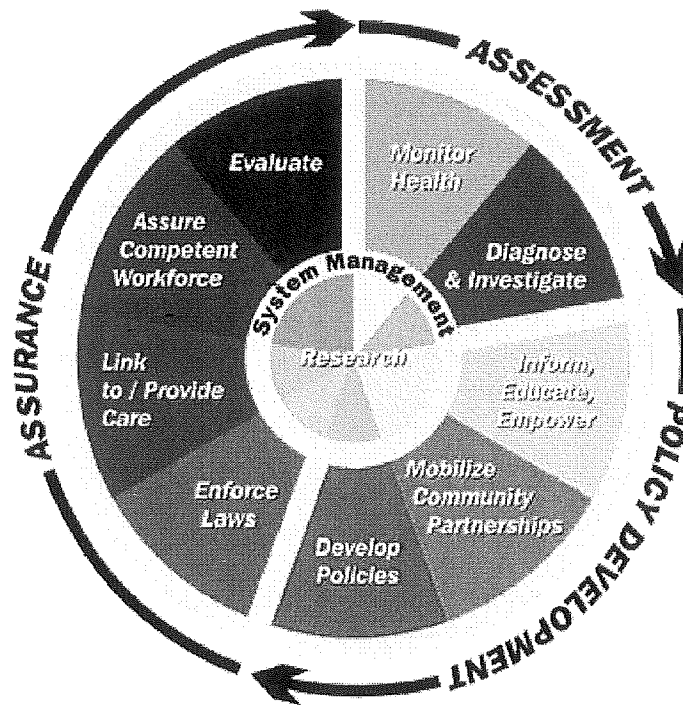 ASSESSMENT
Monitor
Health
Diagnose
& Investigate
POLICY DEVELOPMENT
Inform,
Educate,
Empower
Mobilize
Community
Partnerships
Develop
Policies
ASSURANCE
Enforce
Laws
Link
to / Provide
Care
Assure
Competent
Workforce
Evaluate
System Management
Research